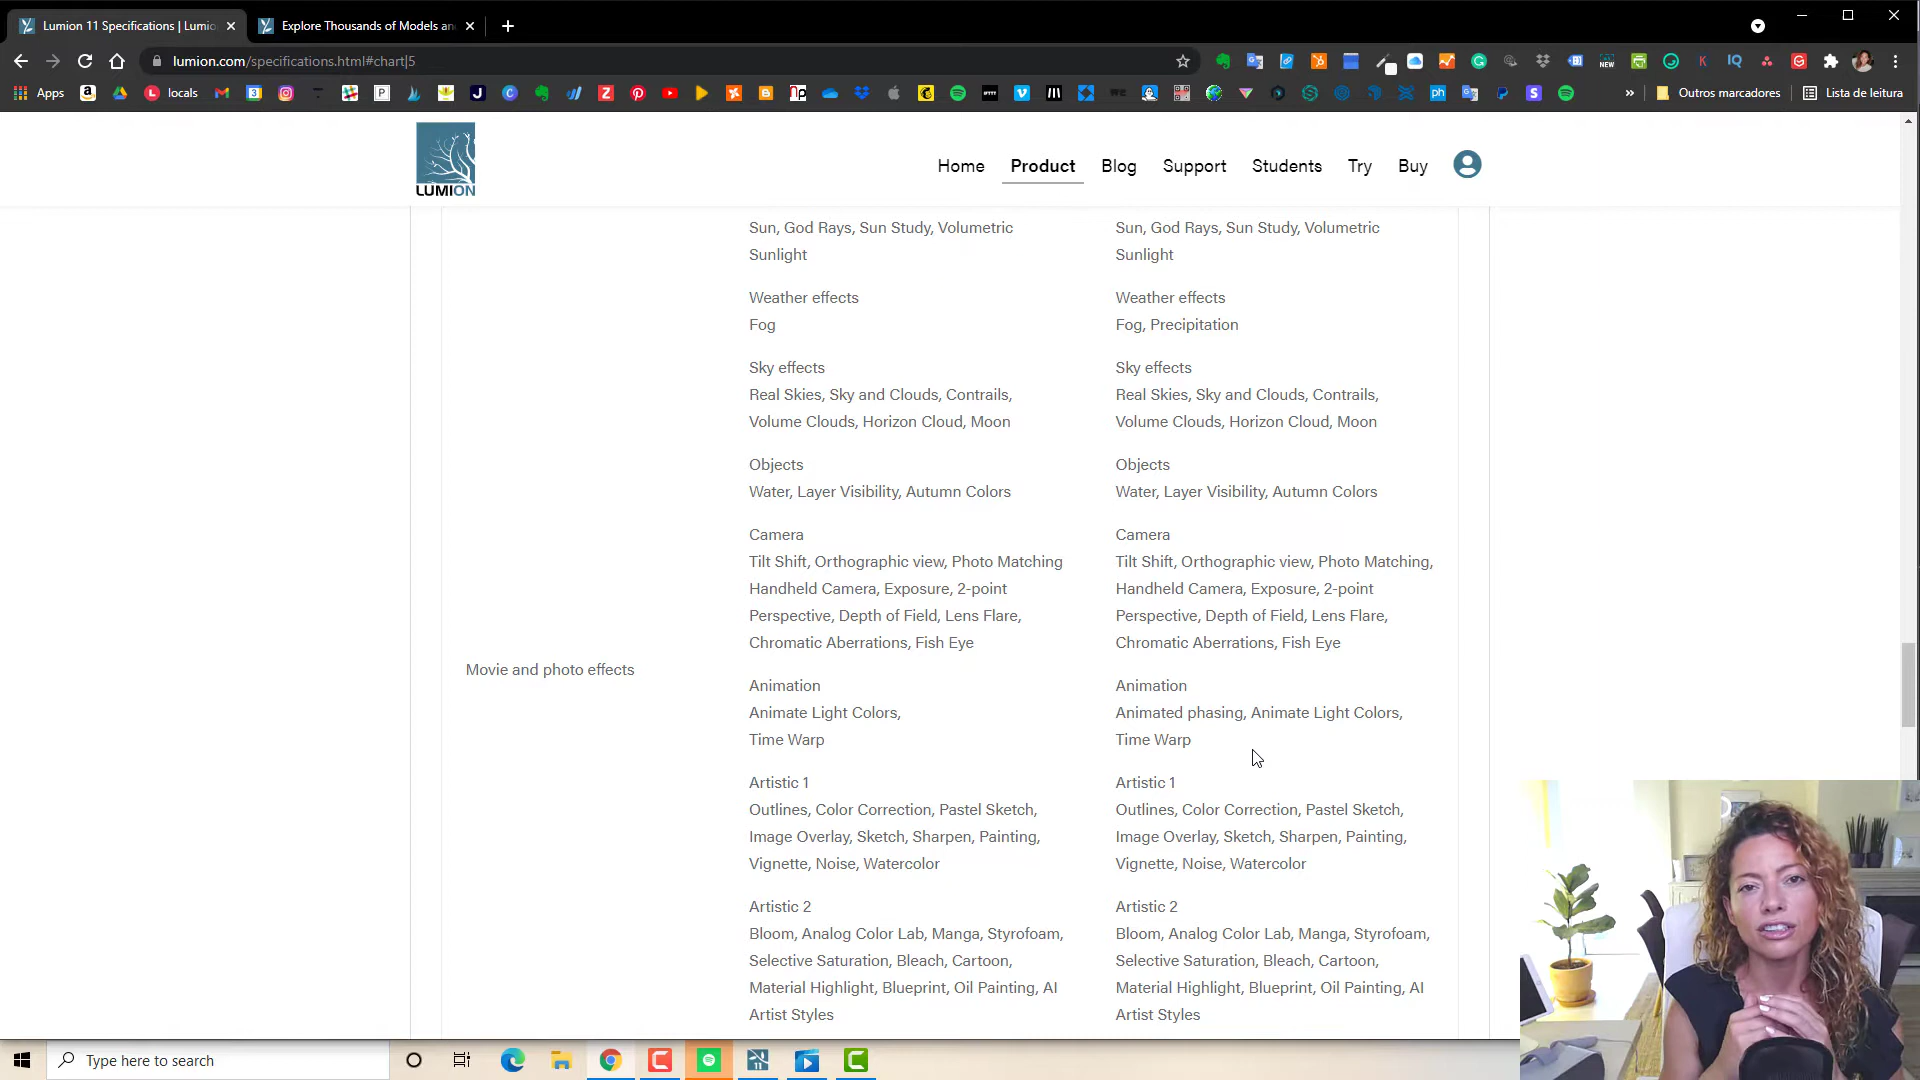 Lumion 11 Specifications | Lumio
Explore Thousands of Models an
lumion.com/specifications.html#chart|5
Apps
locals
Outros marcadores
Lista de leitura
LUMION
Home
Product
Blog
Support
Students
Try
Buy
Movie and photo effects
Sun, God Rays, Sun Study, Volumetric
Sunlight
Weather effects
Fog
Sky effects
Real Skies, Sky and Clouds, Contrails,
Volume Clouds, Horizon Cloud, Moon
Objects
Water, Layer Visibility, Autumn Colors
Camera
Tilt Shift, Orthographic view, Photo Matching
Handheld Camera, Exposure, 2-point
Perspective, Depth of Field, Lens Flare,
Chromatic Aberrations, Fish Eye
Animation
Animate Light Colors,
Time Warp
Artistic 1
Outlines, Color Correction, Pastel Sketch,
Image Overlay, Sketch, Sharpen, Painting,
Vignette, Noise, Watercolor
Artistic 2
Bloom, Analog Color Lab, Manga, Styrofoam,
Selective Saturation, Bleach, Cartoon,
Material Highlight, Blueprint, Oil Painting, AI
Artist Styles
Sun, God Rays, Sun Study, Volumetric
Sunlight
Weather effects
Fog, Precipitation
Sky effects
Real Skies, Sky and Clouds, Contrails,
Volume Clouds, Horizon Cloud, Moon
Objects
Water, Layer Visibility, Autumn Colors
Camera
Tilt Shift, Orthographic view, Photo Matching,
Handheld Camera, Exposure, 2-point
Perspective, Depth of Field, Lens Flare,
Chromatic Aberrations, Fish Eye
Animation
Animated phasing, Animate Light Colors,
Time Warp
Artistic 1
Outlines, Color Correction, Pastel Sketch,
Image Overlay, Sketch, Sharpen, Painting,
Vignette, Noise, Watercolor
Artistic 2
Bloom, Analog Color Lab, Manga, Styrofoam,
Selective Saturation, Bleach, Cartoon,
Material Highlight, Blueprint, Oil Painting, AI
Artist Styles
Type here to search